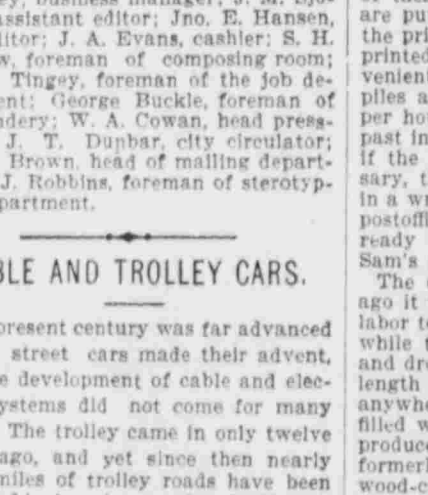 assistant editor; Jno. E. Hansen,
editor; J. A. Evans, cashier; S. H.
foreman of composing room;
Tingey, foreman of the job de-
ent; George Buckle, foreman of
ndery; W. A. Cowan, head press-
J. T. Dunbar, city circulator;
Brown, head of mailing depart-
J. Robbins, foreman of sterotyp-
partment.
BLE AND TROLLEY CARS.
present century was far advanced
street cars made their advent,
e development of cable and elec-
ystems did not come for many
The trolley came in only twelve
ago, and yet since then nearly
miles of trolley roads have been
are pu
the pri
printed
venient
piles a
per ho
past in
if the
sary, t
in a wr
postoffi
ready
Sam's
The
ago it
labor t
while t
and dr
length
anywhe
filled w
produc
formerl
wood-c